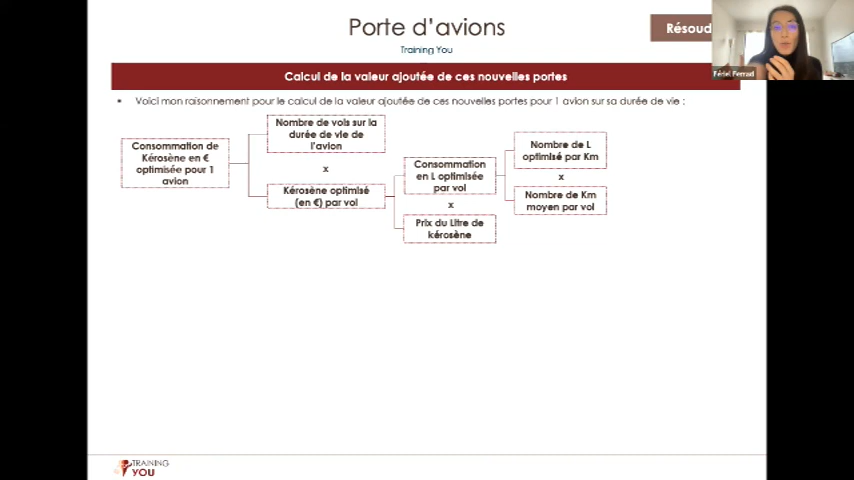 Porte d’avions
Training You
Résoud
Fériel Ferrad
Calcul de la valeur ajoutée de ces nouvelles portes
• Voici mon raisonnement pour le calcul de la valeur ajoutée de ces nouvelles portes pour 1 avion sur sa durée de vie :
Consommation de
Kérosène en €
optimisée pour 1
avion
Nombre de vols sur la
durée de vie de
l’avion
x
Kérosène optimisé
(en €) par vol
Consommation
en L optimisée
par vol
x
Prix du Litre de
kérosène
Nombre de L
optimisé par Km
x
Nombre de Km
moyen par vol
TRAINING
YOU